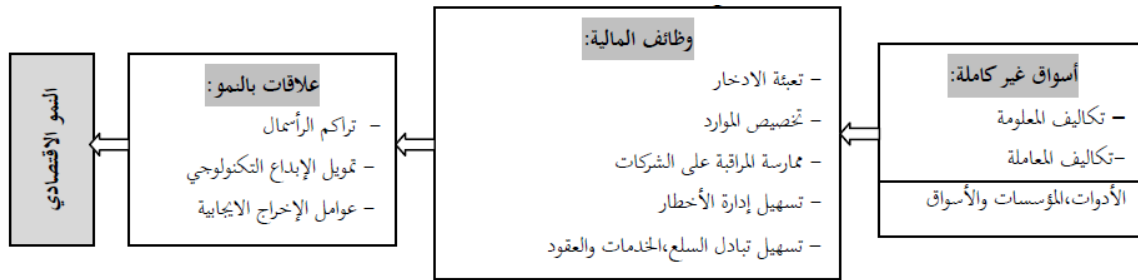 أسواق غير كاملة:
– تكاليف المعلومة
-تكاليف المعاملة
الأدوات،المؤسسات والأسواق
وظائف المالية:
– تعبئة الادخار
– تخصيص الموارد
– ممارسة المراقبة على الشركات
– تسهيل إدارة الأخطار
– تسهيل تبادل السلع،الخدمات والعقود
علاقات بالنمو:
– تراكم الرأسمال
– تمويل الإبداع التكنولوجي
– عوامل الإخراج الايجابية
النمو الاقتصادي